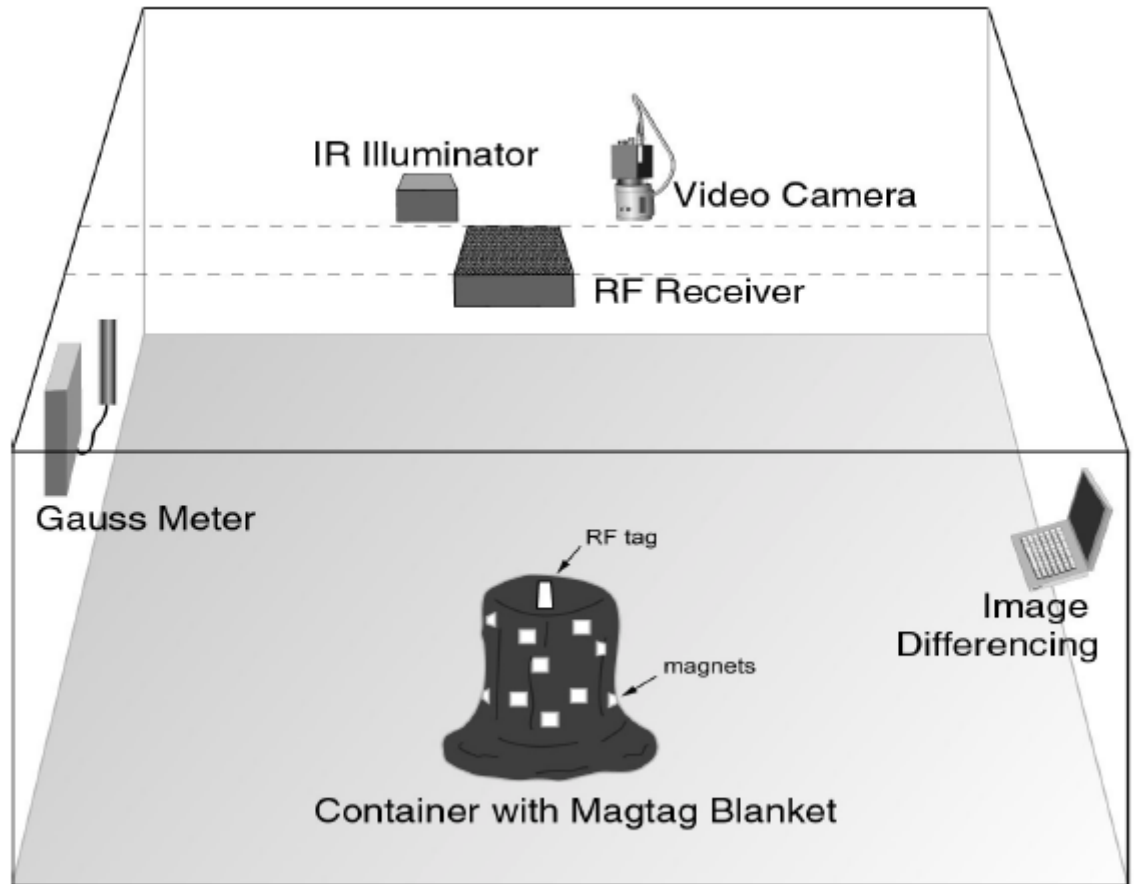 IR Illuminator
Video Camera
RF Receiver
Gauss Meter
RF tag
Image
Differencing
magnets
Container with Magtag Blanket